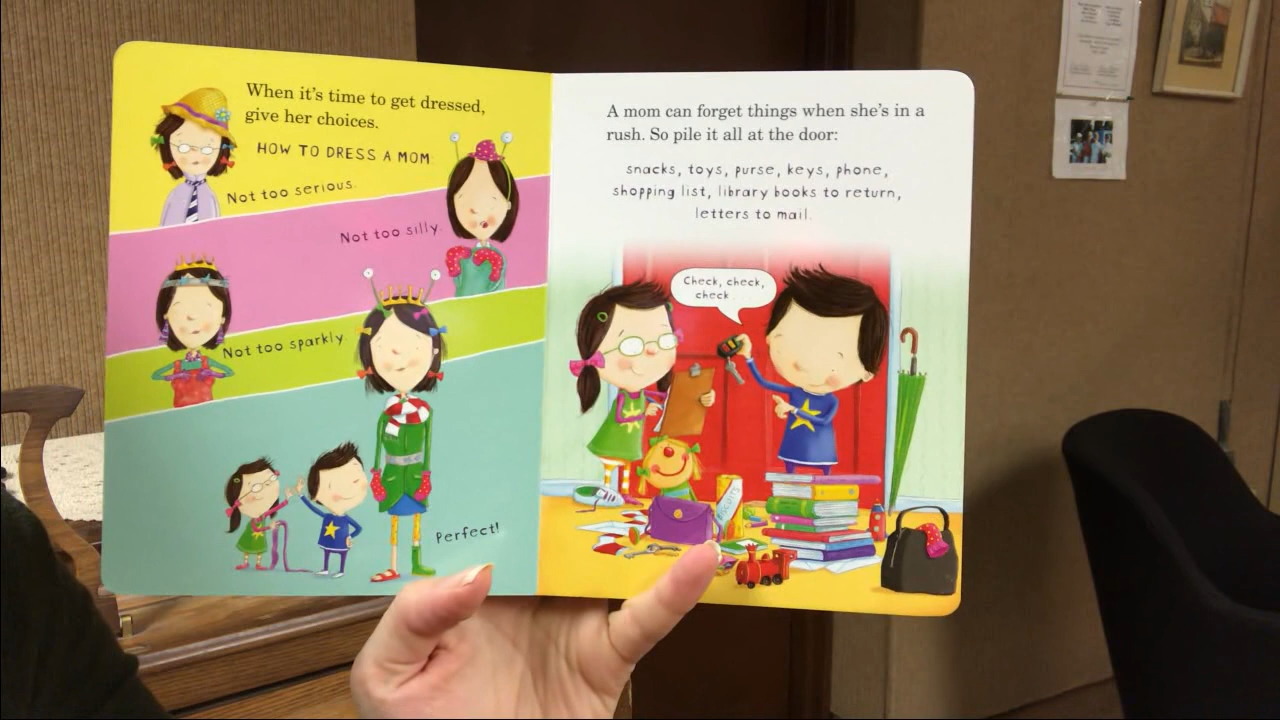 When it's time to get dressed,
give her choices.
HOW TO DRESS A MOM
Not too serious.
Not too silly.
Not too sparkly
Perfect!
A mom can forget things when she's in a
rush. So pile it all at the door:
snacks, toys, purse, keys, phone,
shopping list, library books to return,
letters to mail.
Check, check,
check . . .